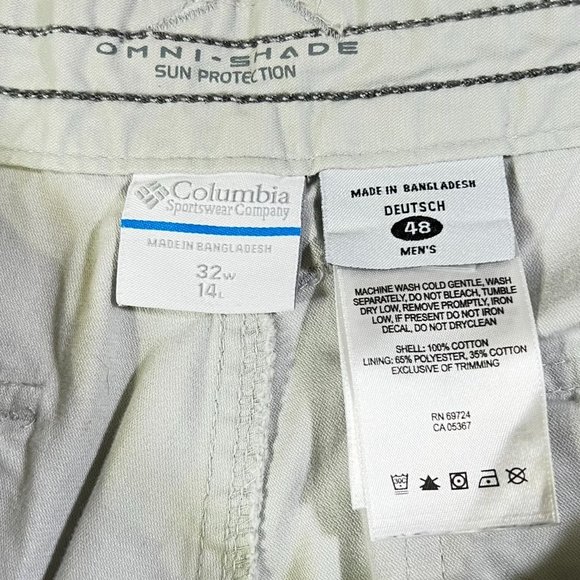 OMNI-SHADE
SUN PROTECTION
Columbia
Sportswear Company
MADE IN BANGLADESH
32W
14L
MADE IN BANGLADESH
DEUTSCH
48
MEN'S
MACHINE WASH COLD GENTLE, WASH
SEPARATELY, DO NOT BLEACH, TUMBLE
DRY LOW, REMOVE PROMPTLY, IRON
LOW, IF PRESENT DO NOT IRON
DECAL, DO NOT DRYCLEAN
SHELL: 100% COTTON
LINING: 65% POLYESTER, 35% COTTON
EXCLUSIVE OF TRIMMING
RN 69724
CA 05367
30C